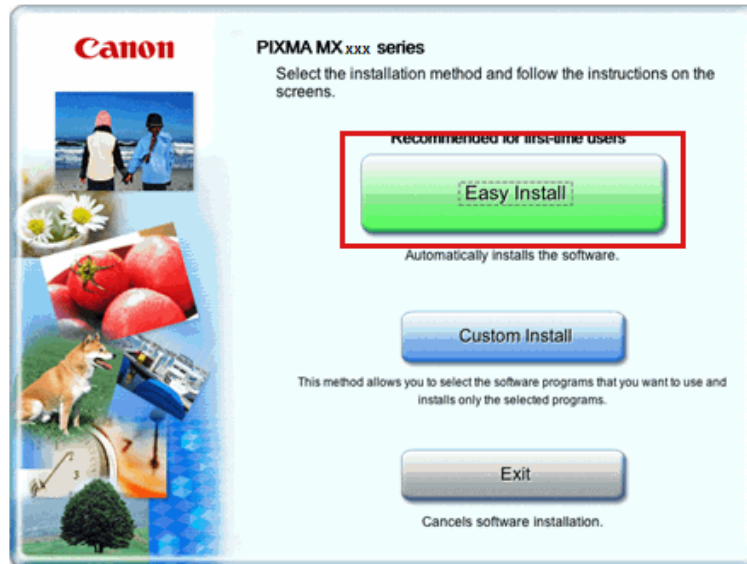 Canon
PIXMA MX xxx series
Select the installation method and follow the instructions on the
screens.
Recommended for first-time users
Easy Install
Automatically installs the software.
Custom Install
This method allows you to select the software programs that you want to use and
installs only the selected programs.
Exit
Cancels software installation.